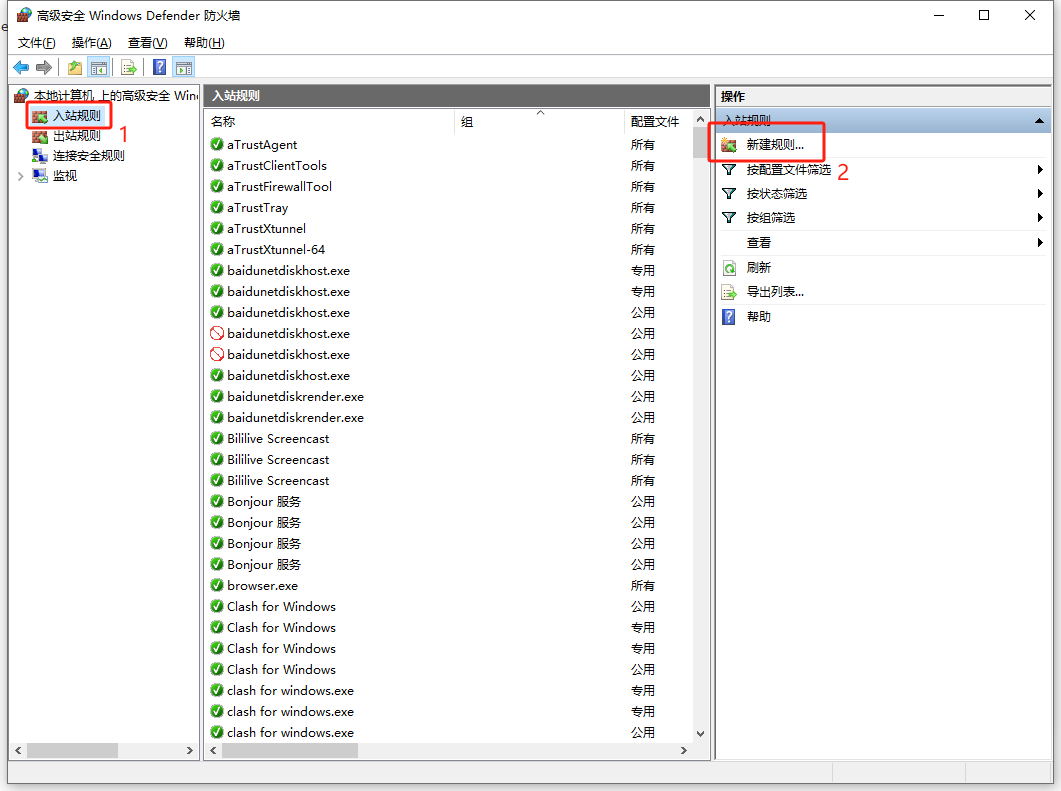 高级安全 Windows Defender 防火墙
文件(F) 操作(A) 查看(V) 帮助(H)
本地计算机 上的高级安全 Win
入站规则
1
出站规则
连接安全规则
监视
入站规则
名称 组 配置文件
aTrustAgent 所有
aTrustClientTools 所有
aTrustFirewallTool 所有
aTrustTray 所有
aTrustXtunnel 所有
aTrustXtunnel-64 所有
baidunetdiskhost.exe 专用
baidunetdiskhost.exe 专用
baidunetdiskhost.exe 公用
baidunetdiskhost.exe 公用
baidunetdiskhost.exe 公用
baidunetdiskhost.exe 公用
baidunetdiskrender.exe 公用
baidunetdiskrender.exe 公用
Bililive Screencast 所有
Bililive Screencast 所有
Bililive Screencast 所有
Bonjour 服务 公用
Bonjour 服务 公用
Bonjour 服务 公用
Bonjour 服务 公用
browser.exe 所有
Clash for Windows 公用
Clash for Windows 专用
Clash for Windows 专用
Clash for Windows 公用
clash for windows.exe 专用
clash for windows.exe 专用
clash for windows.exe 公用
操作
入站规则
新建规则...
按配置文件筛选 2
按状态筛选
按组筛选
查看
刷新
导出列表...
帮助